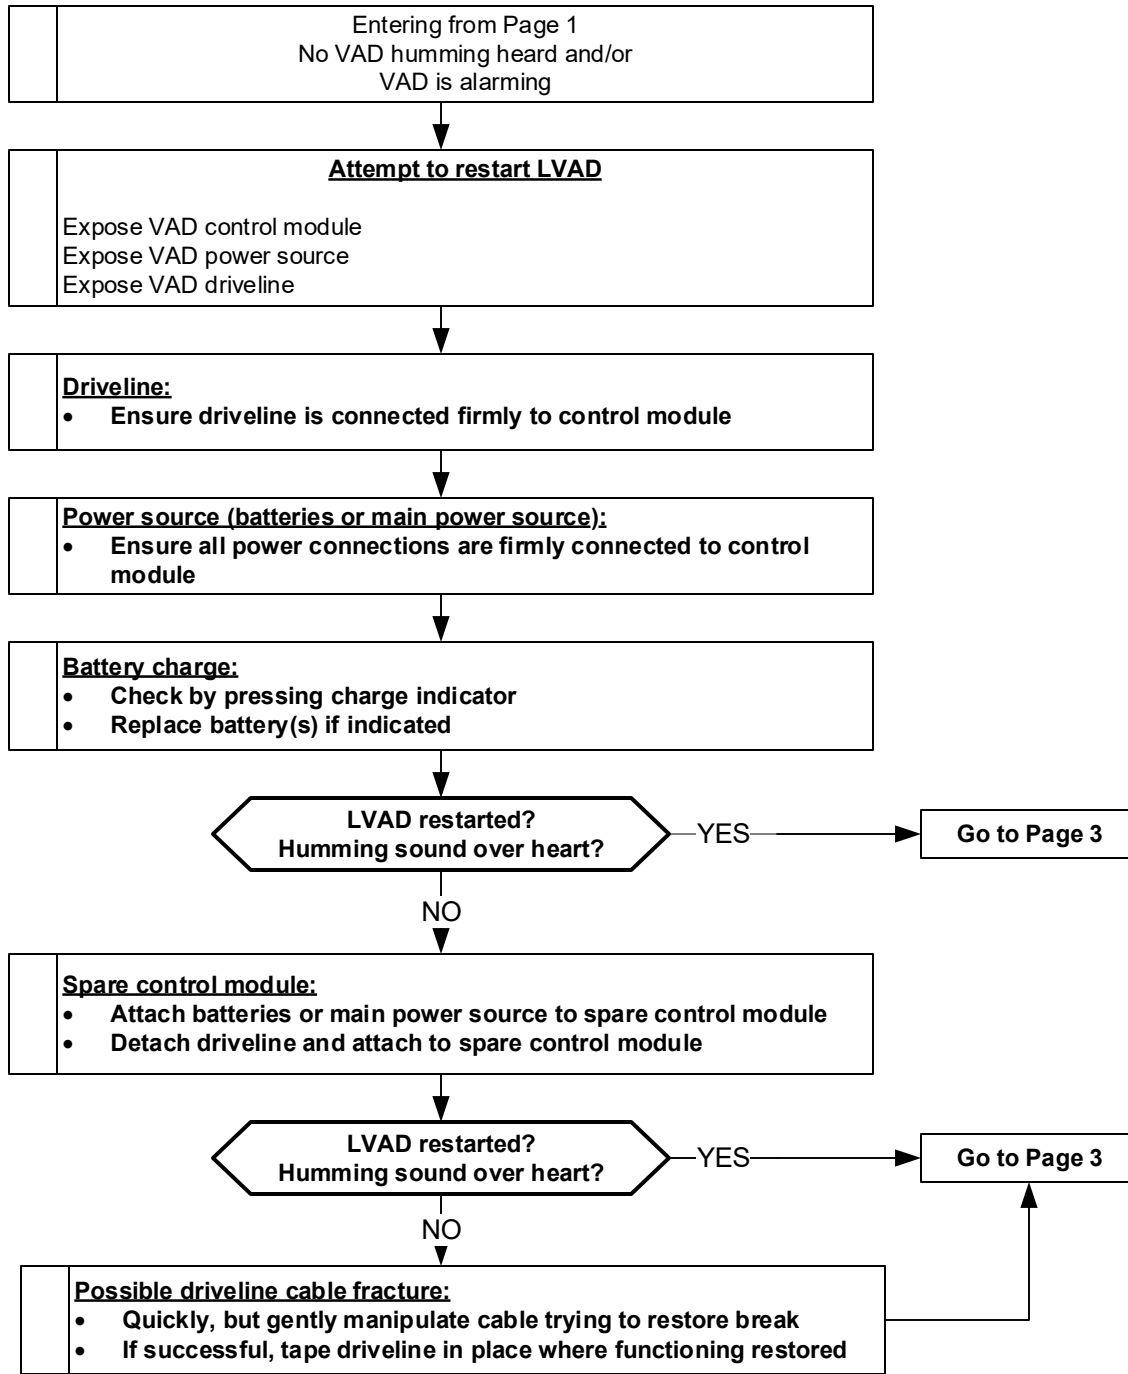 Entering from Page 1
No VAD humming heard and/or
VAD is alarming
Attempt to restart LVAD
Expose VAD control module
Expose VAD power source
Expose VAD driveline
Driveline:
• Ensure driveline is connected firmly to control module
Power source (batteries or main power source):
• Ensure all power connections are firmly connected to control
module
Battery charge:
• Check by pressing charge indicator
• Replace battery(s) if indicated
LVAD restarted?
Humming sound over heart?
YES
Go to Page 3
NO
Spare control module:
• Attach batteries or main power source to spare control module
• Detach driveline and attach to spare control module
LVAD restarted?
Humming sound over heart?
YES
Go to Page 3
NO
Possible driveline cable fracture:
• Quickly, but gently manipulate cable trying to restore break
• If successful, tape driveline in place where functioning restored